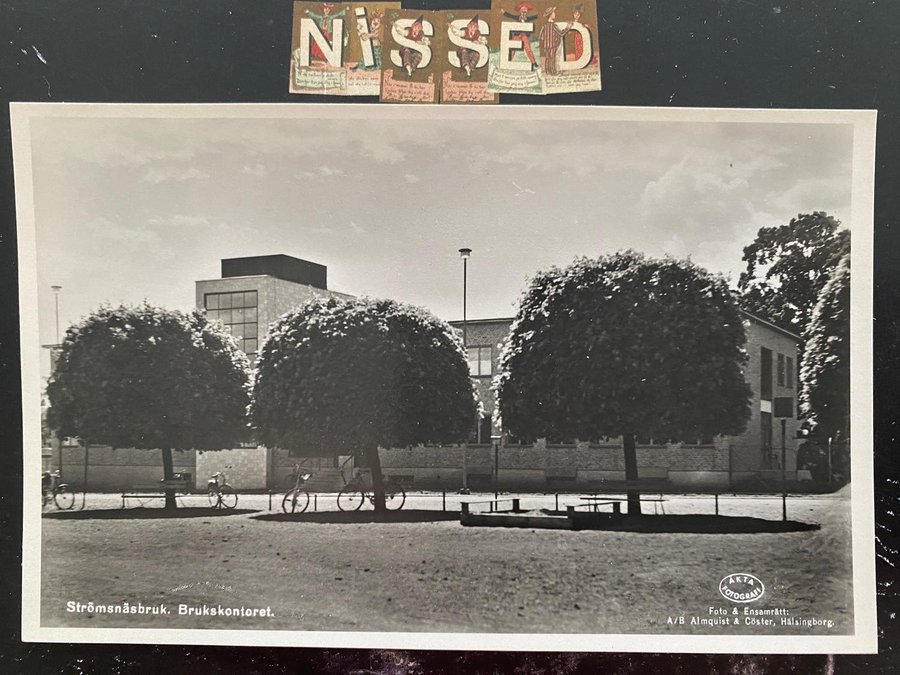 NiSSED
Strömsnäsbruk. Brukskontoret.
ÄKTA
FOTOGRAFI
Foto & Ensamrätt:
A/B Almquist & Cöster, Hälsingborg.